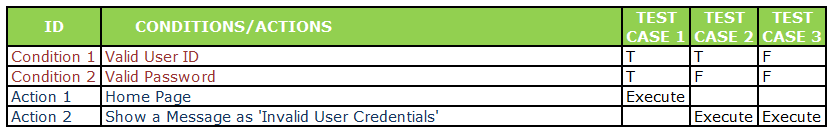 ID CONDITIONS/ACTIONS TEST CASE 1 TEST CASE 2 TEST CASE 3
Condition 1 Valid User ID T T F
Condition 2 Valid Password T F F
Action 1 Home Page Execute
Action 2 Show a Message as 'Invalid User Credentials' Execute Execute